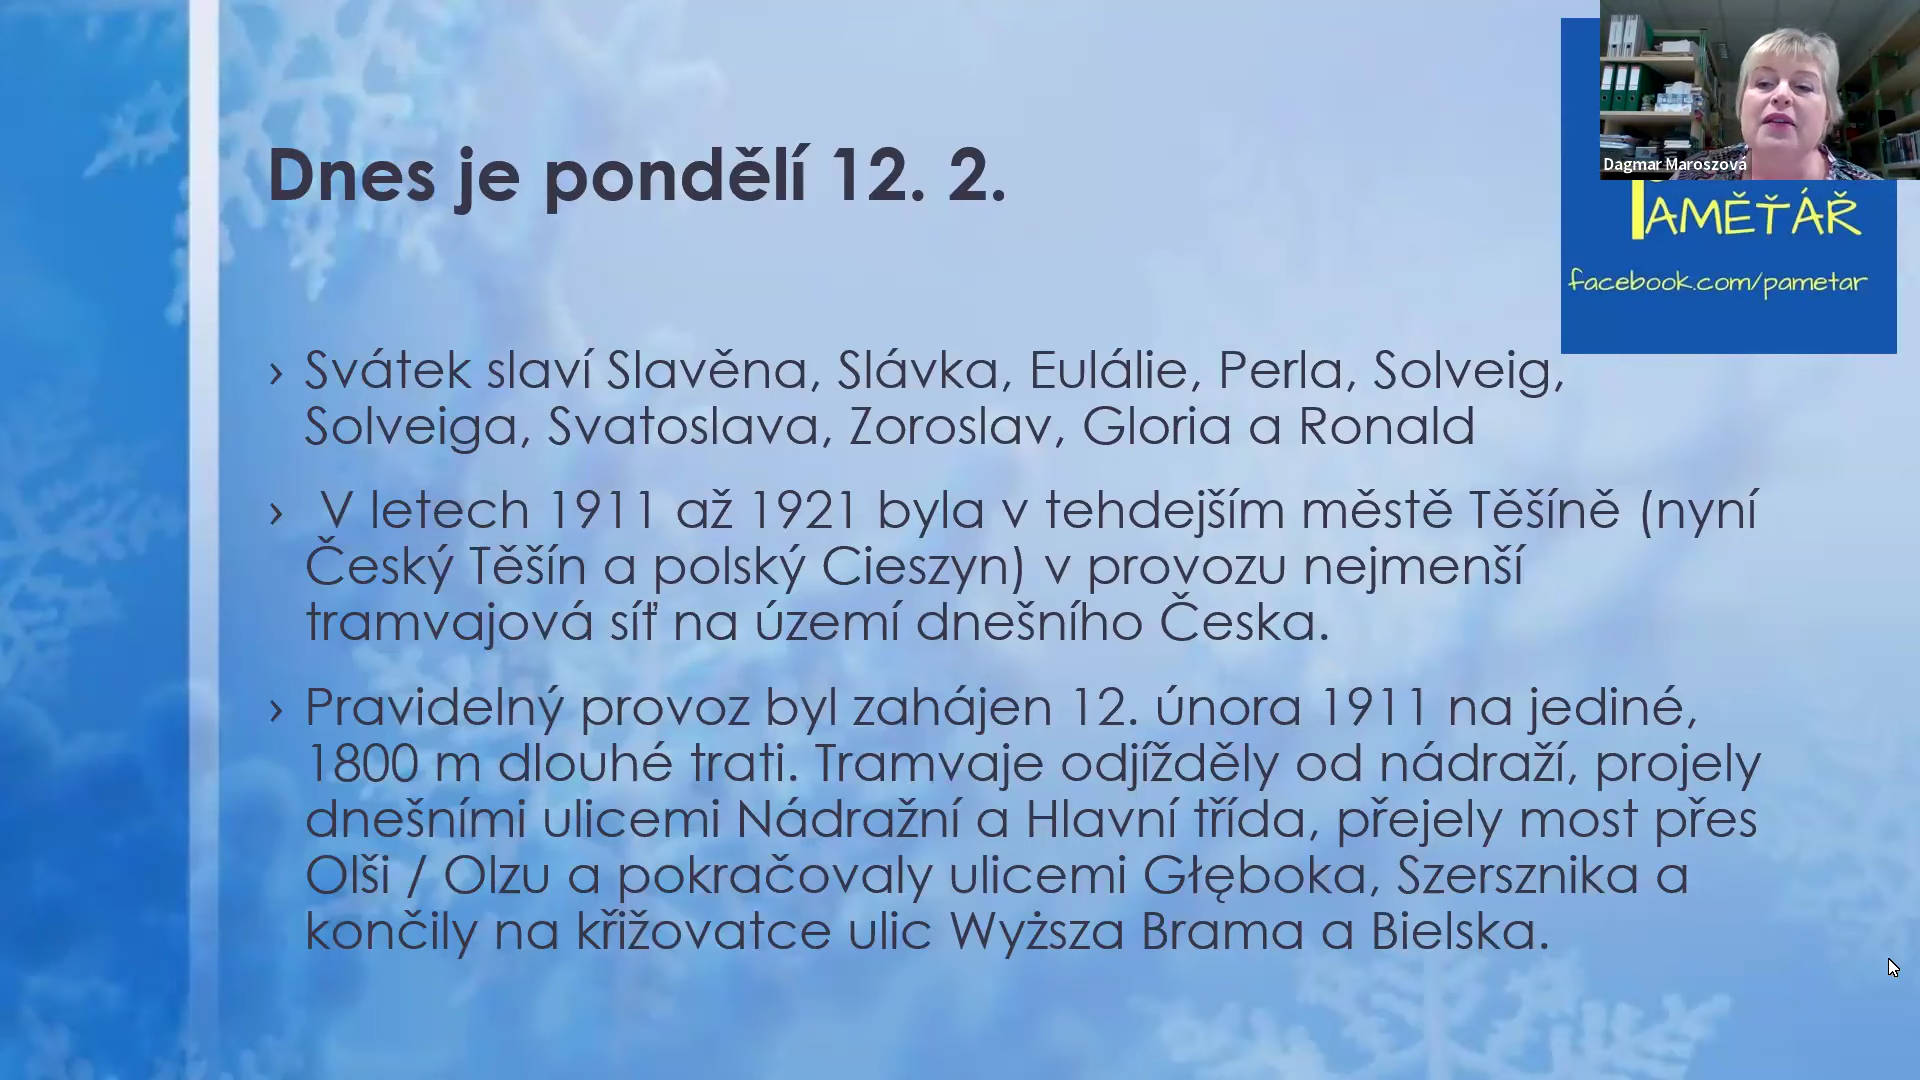 Dagmar Maroszová
Dnes je pondělí 12. 2.
PAMĚŤÁŘ
facebook.com/pametar
› Svátek slaví Slavěna, Slávka, Eulálie, Perla, Solveig,
Solveiga, Svatoslava, Zoroslav, Gloria a Ronald
› V letech 1911 až 1921 byla v tehdejším městě Těšíně (nyní
Český Těšín a polský Cieszyn) v provozu nejmenší
tramvajová síť na území dnešního Česka.
› Pravidelný provoz byl zahájen 12. února 1911 na jediné,
1800 m dlouhé trati. Tramvaje odjížděly od nádraží, projely
dnešními ulicemi Nádražní a Hlavní třída, přejely most přes
Olši / Olzu a pokračovaly ulicemi Głęboka, Szersznika a
končily na křižovatce ulic Wyższa Brama a Bielska.